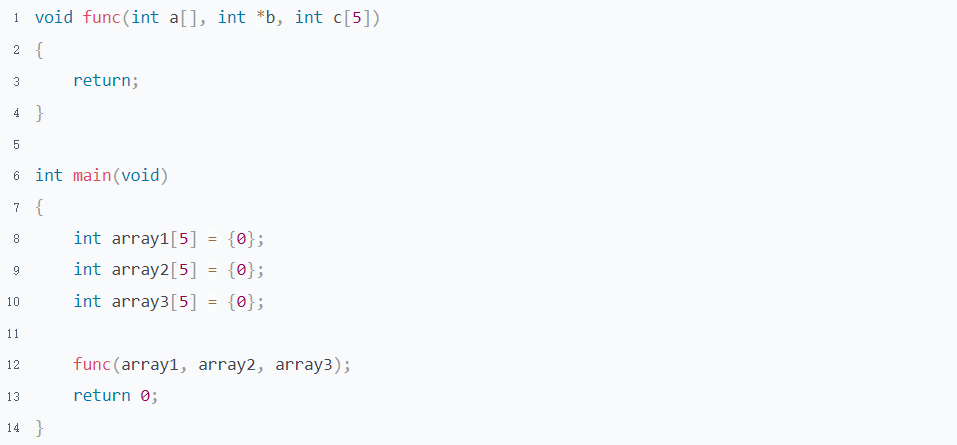 1 void func(int a[], int *b, int c[5])
2 {
3     return;
4 }
5
6 int main(void)
7 {
8     int array1[5] = {0};
9     int array2[5] = {0};
10     int array3[5] = {0};
11
12     func(array1, array2, array3);
13     return 0;
14 }